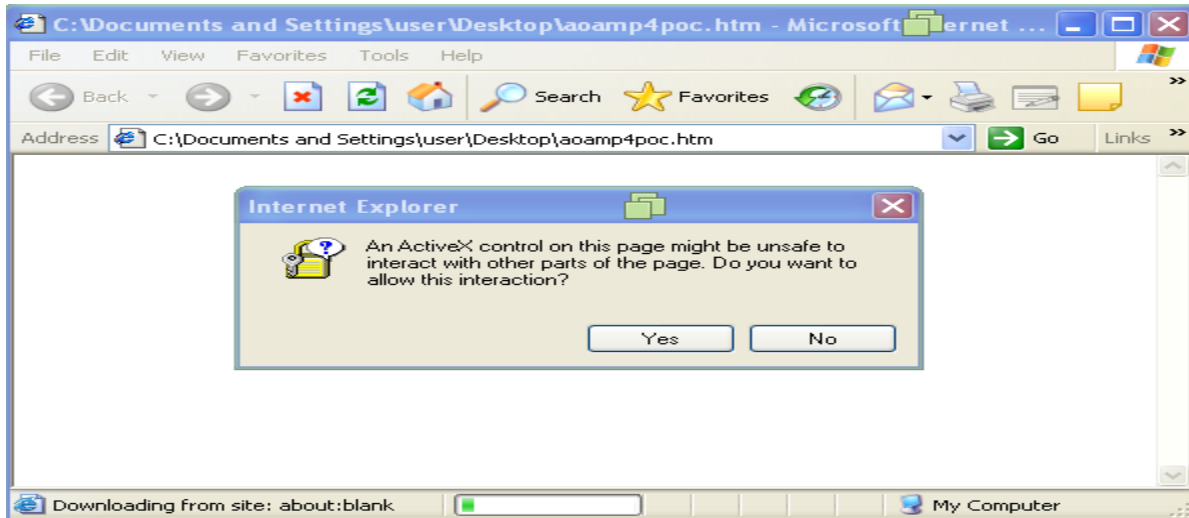 C:\Documents and Settings\user\Desktop\aoamp4poc.htm - Microsoft ernet ...
File Edit View Favorites Tools Help
Back Search Favorites
Address C:\Documents and Settings\user\Desktop\aoamp4poc.htm Go Links
Internet Explorer
An ActiveX control on this page might be unsafe to
interact with other parts of the page. Do you want to
allow this interaction?
Yes No
Downloading from site: about:blank My Computer